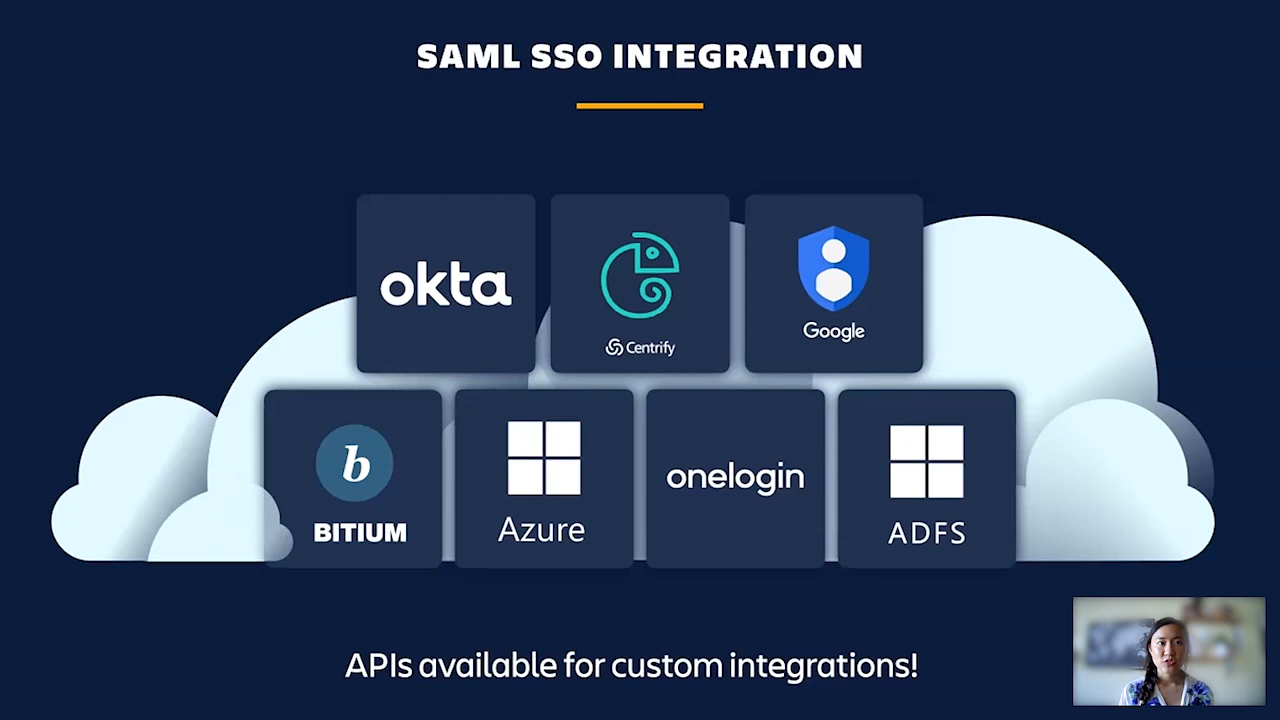 SAML SSO INTEGRATION
okta
Centrify
Google
b
BITIUM
Azure
onelogin
ADFS
APIs available for custom integrations!